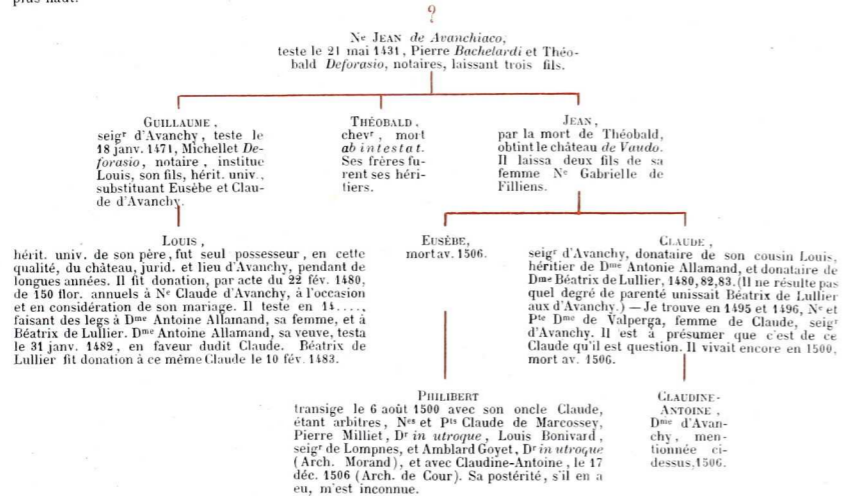 plus haut.
?
Ne JEAN de Avanchiaco,
teste le 21 mai 1431, Pierre Bachelardi et Théo-
bald Deforasio, notaires, laissant trois fils.
GUILLAUME,
seigr d'Avanchy, teste le
18 janv. 1471, Michellet De-
forasio, notaire, institue
Louis, son fils, hérit. univ.,
substituant Eusèbe et Clau-
de d'Avanchy.
THÉOBALD,
chevr, mort
ab intestat.
Ses frères fu-
rent ses héri-
tiers.
JEAN,
par la mort de Théobald,
obtint le château de Vaudo.
Il laissa deux fils de sa
femme Ne Gabrielle de
Filliens.
LOUIS,
hérit. univ. de son père, fut seul possesseur, en cette
qualité, du château, jurid. et lieu d'Avanchy, pendant de
longues années. Il fit donation, par acte du 22 fév. 1480,
de 150 flor. annuels à Ne Claude d'Avanchy, à l'occasion
et en considération de son mariage. Il teste en 14....,
faisant des legs à Dme Antoine Allamand, sa femme, et à
Béatrix de Lullier. Dme Antoine Allamand, sa veuve, testa
le 31 janv. 1482, en faveur dudit Claude. Béatrix de
Lullier fit donation à ce même Claude le 10 fév. 1483.
EUSÈBE,
mort av. 1506.
CLAUDE,
seigr d'Avanchy, donataire de son cousin Louis,
héritier de Dme Antonie Allamand, et donataire de
Dme Béatrix de Lullier, 1480, 82, 83. (Il ne résulte pas
quel degré de parenté unissait Béatrix de Lullier
aux d'Avanchy.) — Je trouve en 1495 et 1496, Ne et
Pte Dme de Valperga, femme de Claude, seigr
d'Avanchy. Il est à présumer que c'est de ce
Claude qu'il est question. Il vivait encore en 1500,
mort av. 1506.
PHILIBERT
transige le 6 août 1500 avec son oncle Claude,
étant arbitres, Nes et Pts Claude de Marcossey,
Pierre Milliet, Dr in utroque, Louis Bonivard,
seigr de Lompnes, et Amblard Goyet, Dr in utroque
(Arch. Morand), et avec Claudine-Antoine, le 17
déc. 1506 (Arch. de Cour). Sa postérité, s'il en a
eu, m'est inconnue.
CLAUDINE-
ANTOINE,
Dme d'Avan-
chy, men-
tionnée ci-
dessus, 1506.